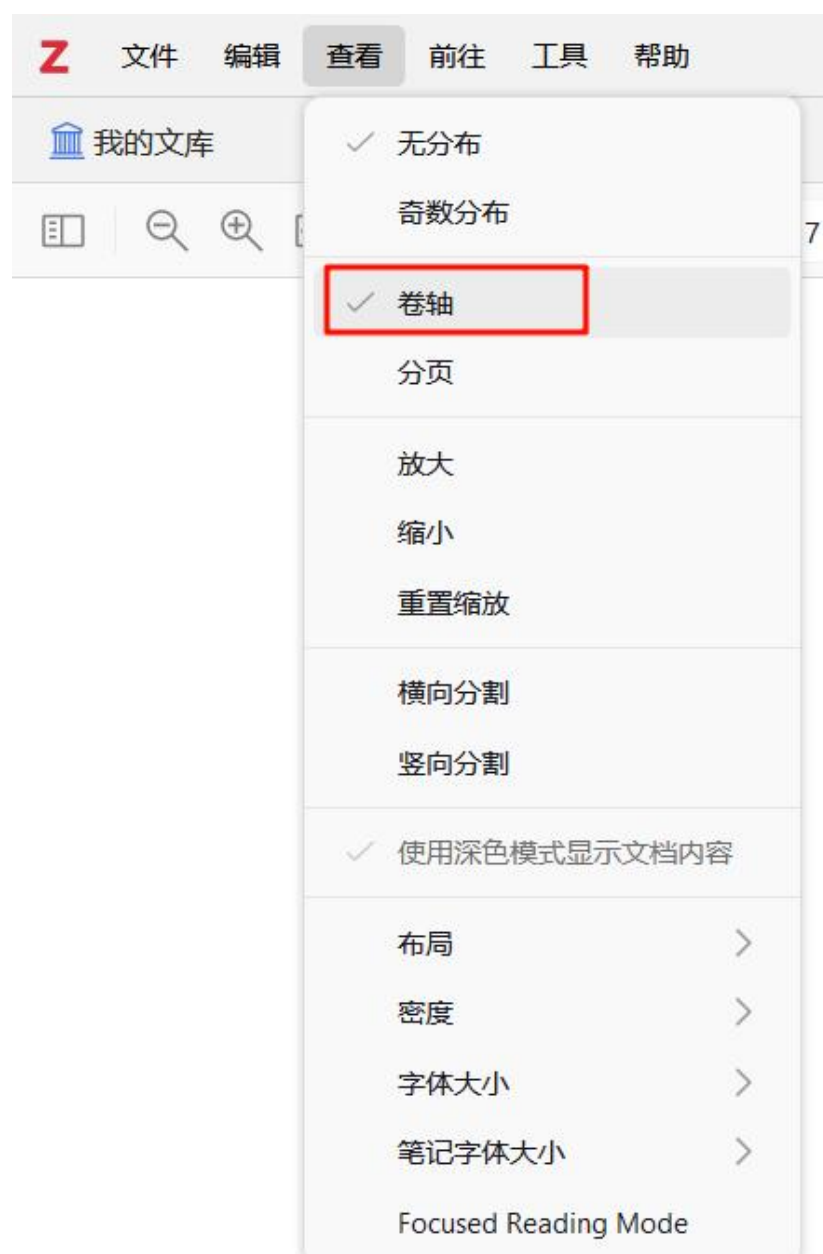 Z 文件 编辑 查看 前往 工具 帮助
我的文库
无分布
奇数分布
7
卷轴
分页
放大
缩小
重置缩放
横向分割
竖向分割
使用深色模式显示文档内容
布局
密度
字体大小
笔记字体大小
Focused Reading Mode